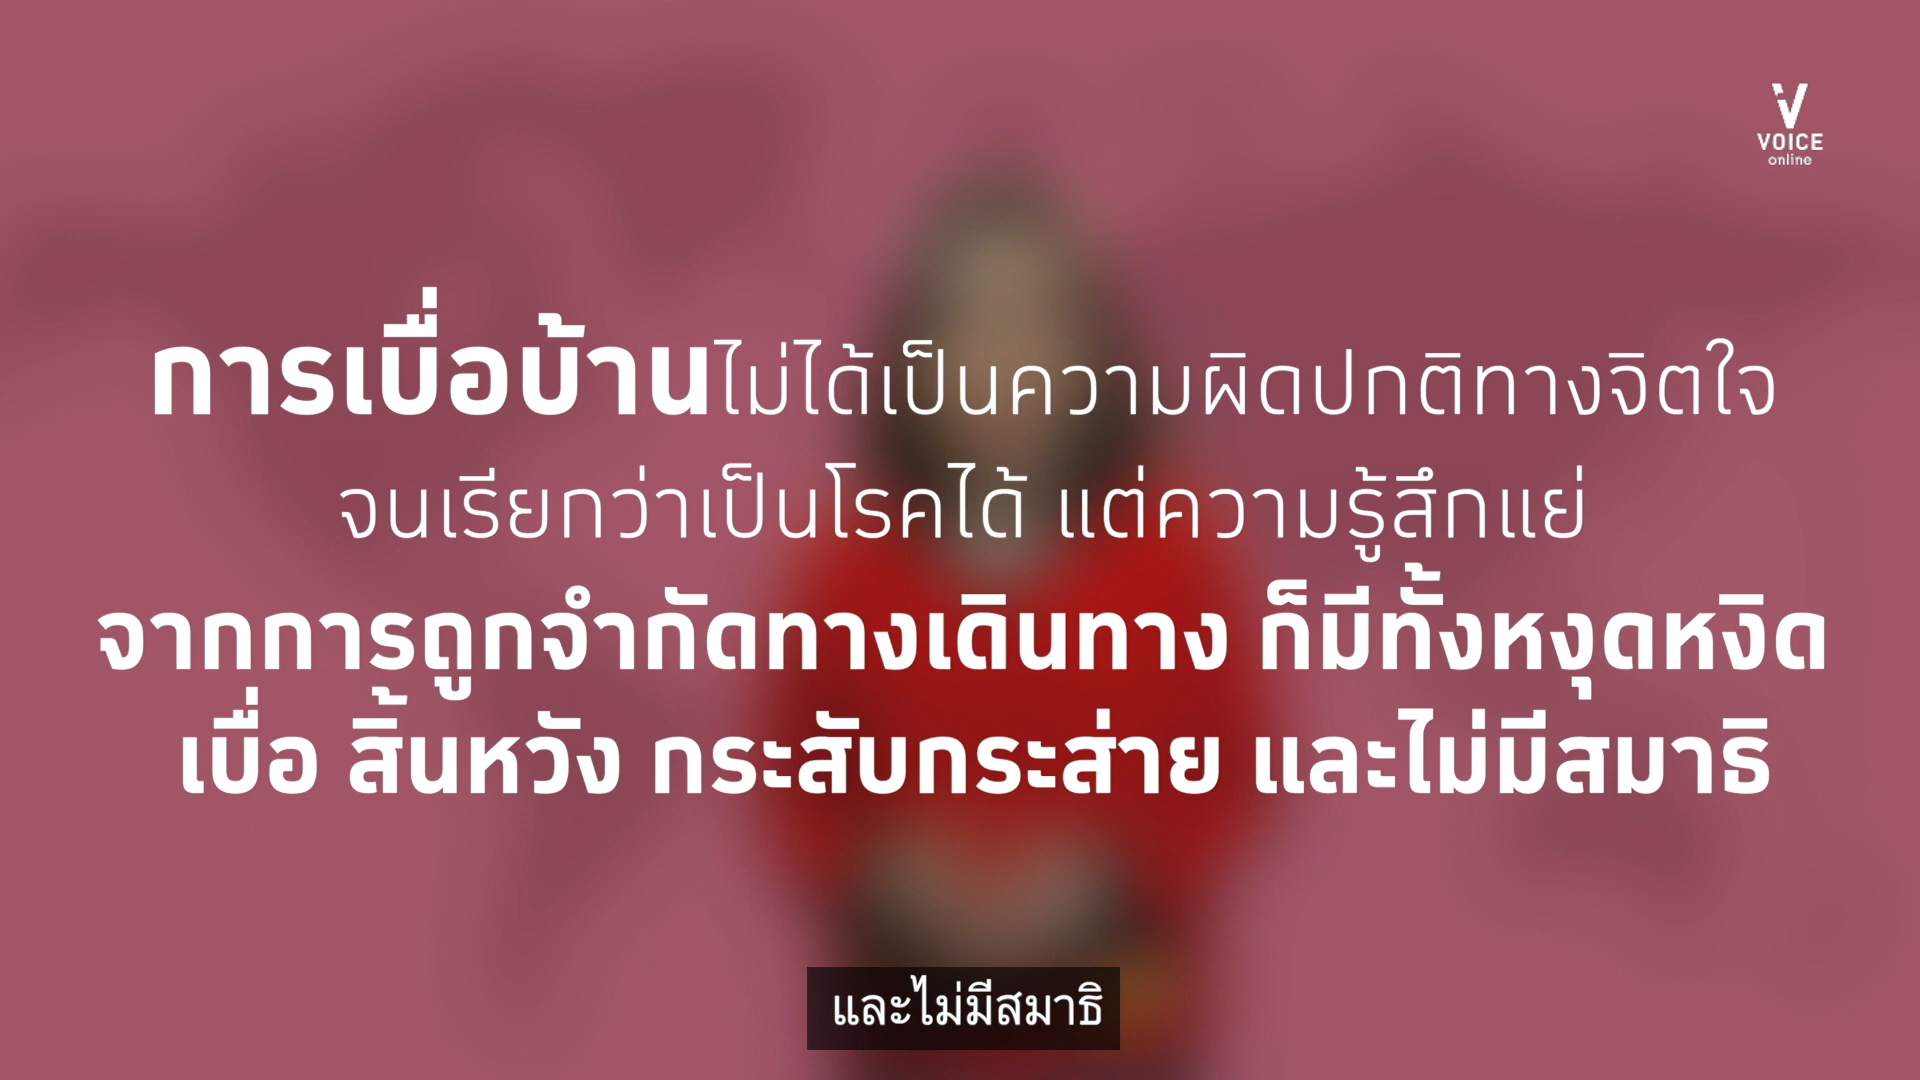 VOICE
online
การเบื่อบ้านไม่ได้เป็นความผิดปกติทางจิตใจ
จนเรียกว่าเป็นโรคได้ แต่ความรู้สึกแย่
จากการถูกจำกัดทางเดินทาง ก็มีทั้งหงุดหงิด
เบื่อ สิ้นหวัง กระสับกระส่าย และไม่มีสมาธิ
และไม่มีสมาธิ